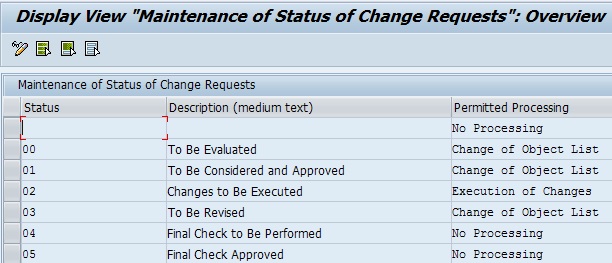 Display View "Maintenance of Status of Change Requests": Overview
Maintenance of Status of Change Requests
Status Description (medium text) Permitted Processing
No Processing
00 To Be Evaluated Change of Object List
01 To Be Considered and Approved Change of Object List
02 Changes to Be Executed Execution of Changes
03 To Be Revised Change of Object List
04 Final Check to Be Performed No Processing
05 Final Check Approved No Processing